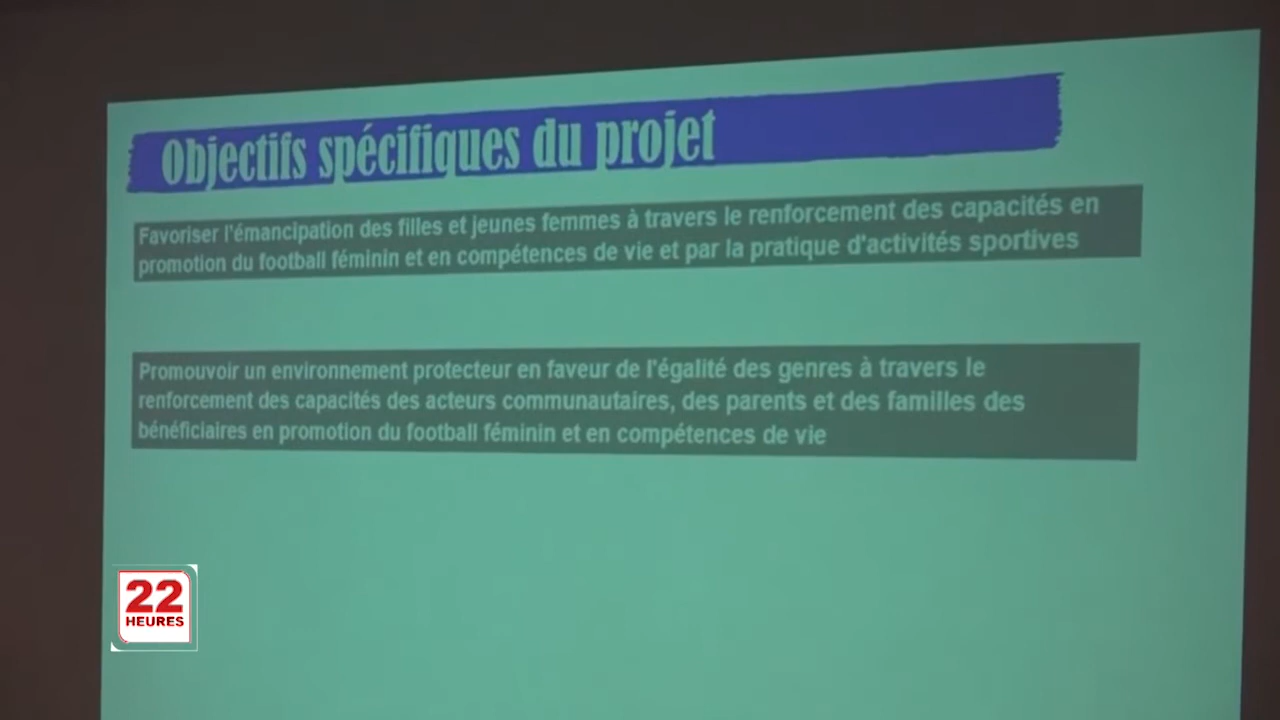 Objectifs spécifiques du projet
Favoriser l'émancipation des filles et jeunes femmes à travers le renforcement des capacités en
promotion du football féminin et en compétences de vie et par la pratique d'activités sportives
Promouvoir un environnement protecteur en faveur de l'égalité des genres à travers le
renforcement des capacités des acteurs communautaires, des parents et des familles des
bénéficiaires en promotion du football féminin et en compétences de vie
22
HEURES